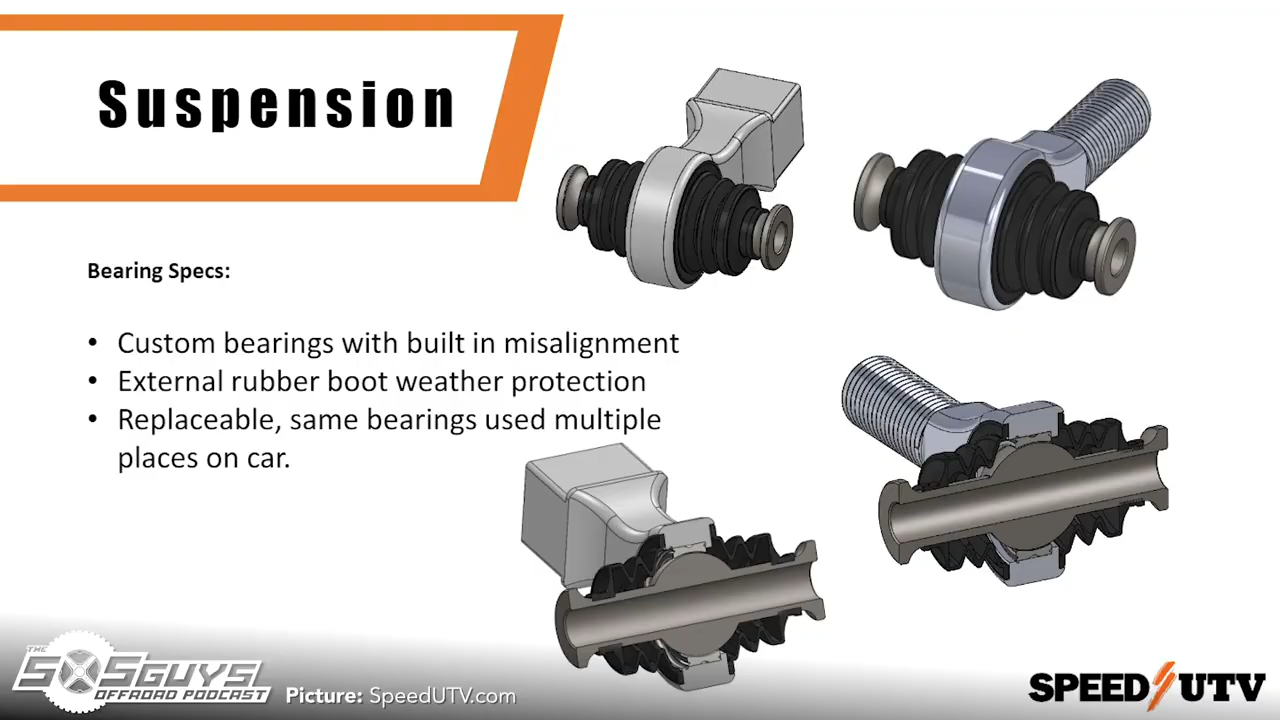 Suspension
Bearing Specs:
• Custom bearings with built in misalignment
• External rubber boot weather protection
• Replaceable, same bearings used multiple
places on car.
THE
SXSGUYS
OFFROAD PODCAST
Picture: SpeedUTV.com
SPEED UTV